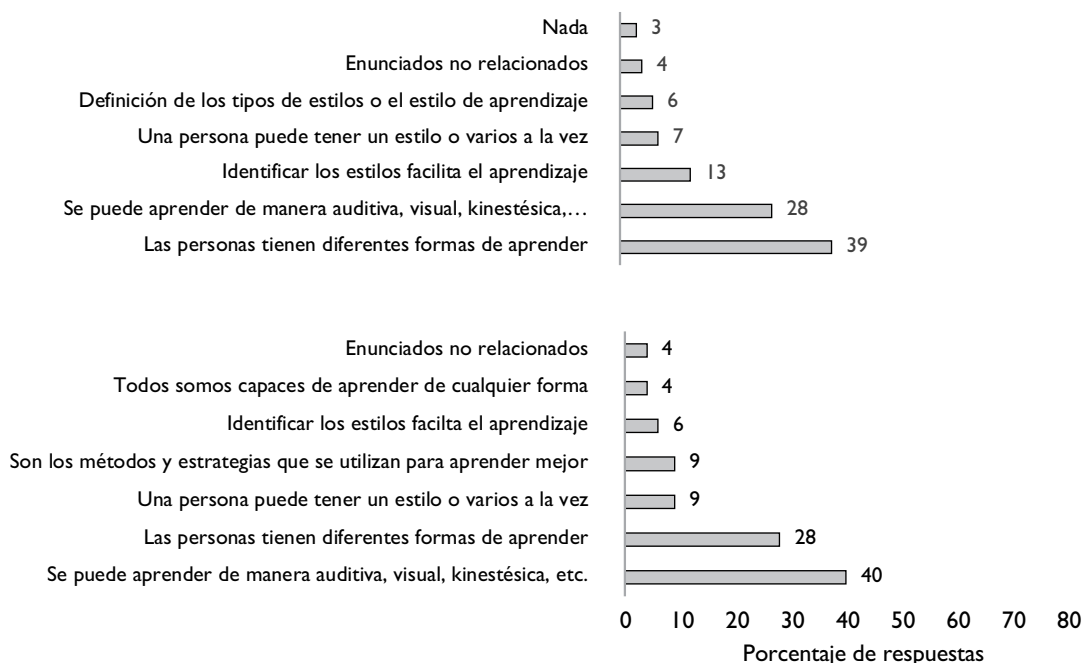 Nada 3
Enunciados no relacionados 4
Definición de los tipos de estilos o el estilo de aprendizaje 6
Una persona puede tener un estilo o varios a la vez 7
Identificar los estilos facilita el aprendizaje 13
Se puede aprender de manera auditiva, visual, kinestésica,… 28
Las personas tienen diferentes formas de aprender 39
Enunciados no relacionados 4
Todos somos capaces de aprender de cualquier forma 4
Identificar los estilos facilta el aprendizaje 6
Son los métodos y estrategias que se utilizan para aprender mejor 9
Una persona puede tener un estilo o varios a la vez 9
Las personas tienen diferentes formas de aprender 28
Se puede aprender de manera auditiva, visual, kinestésica, etc. 40
0 10 20 30 40 50 60 70 80
Porcentaje de respuestas